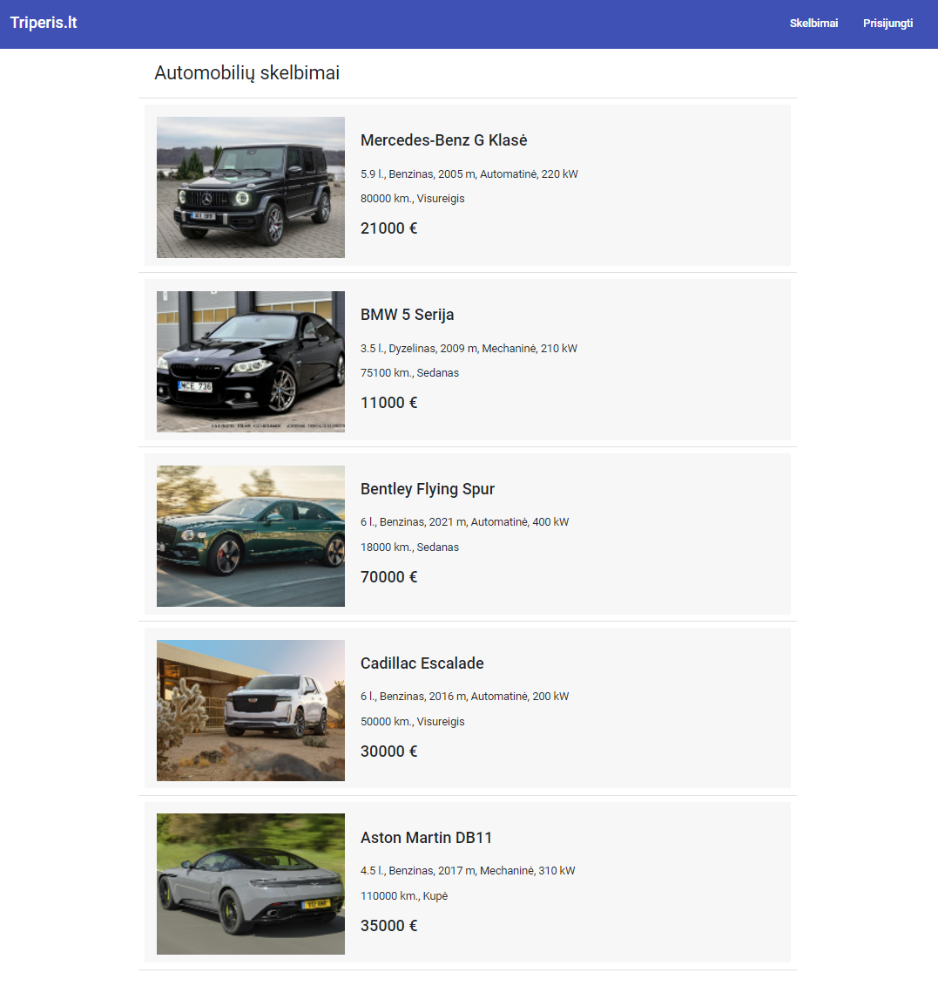 Triperis.lt
Skelbimai
Prisijungti
Automobilių skelbimai
Mercedes-Benz G Klasė
5.9 l., Benzinas, 2005 m, Automatinė, 220 kW
80000 km., Visureigis
21000 €
BMW 5 Serija
3.5 l., Dyzelinas, 2009 m, Mechaninė, 210 kW
75100 km., Sedanas
11000 €
Bentley Flying Spur
6 l., Benzinas, 2021 m, Automatinė, 400 kW
18000 km., Sedanas
70000 €
Cadillac Escalade
6 l., Benzinas, 2016 m, Automatinė, 200 kW
50000 km., Visureigis
30000 €
Aston Martin DB11
4.5 l., Benzinas, 2017 m, Mechaninė, 310 kW
110000 km., Kupė
35000 €